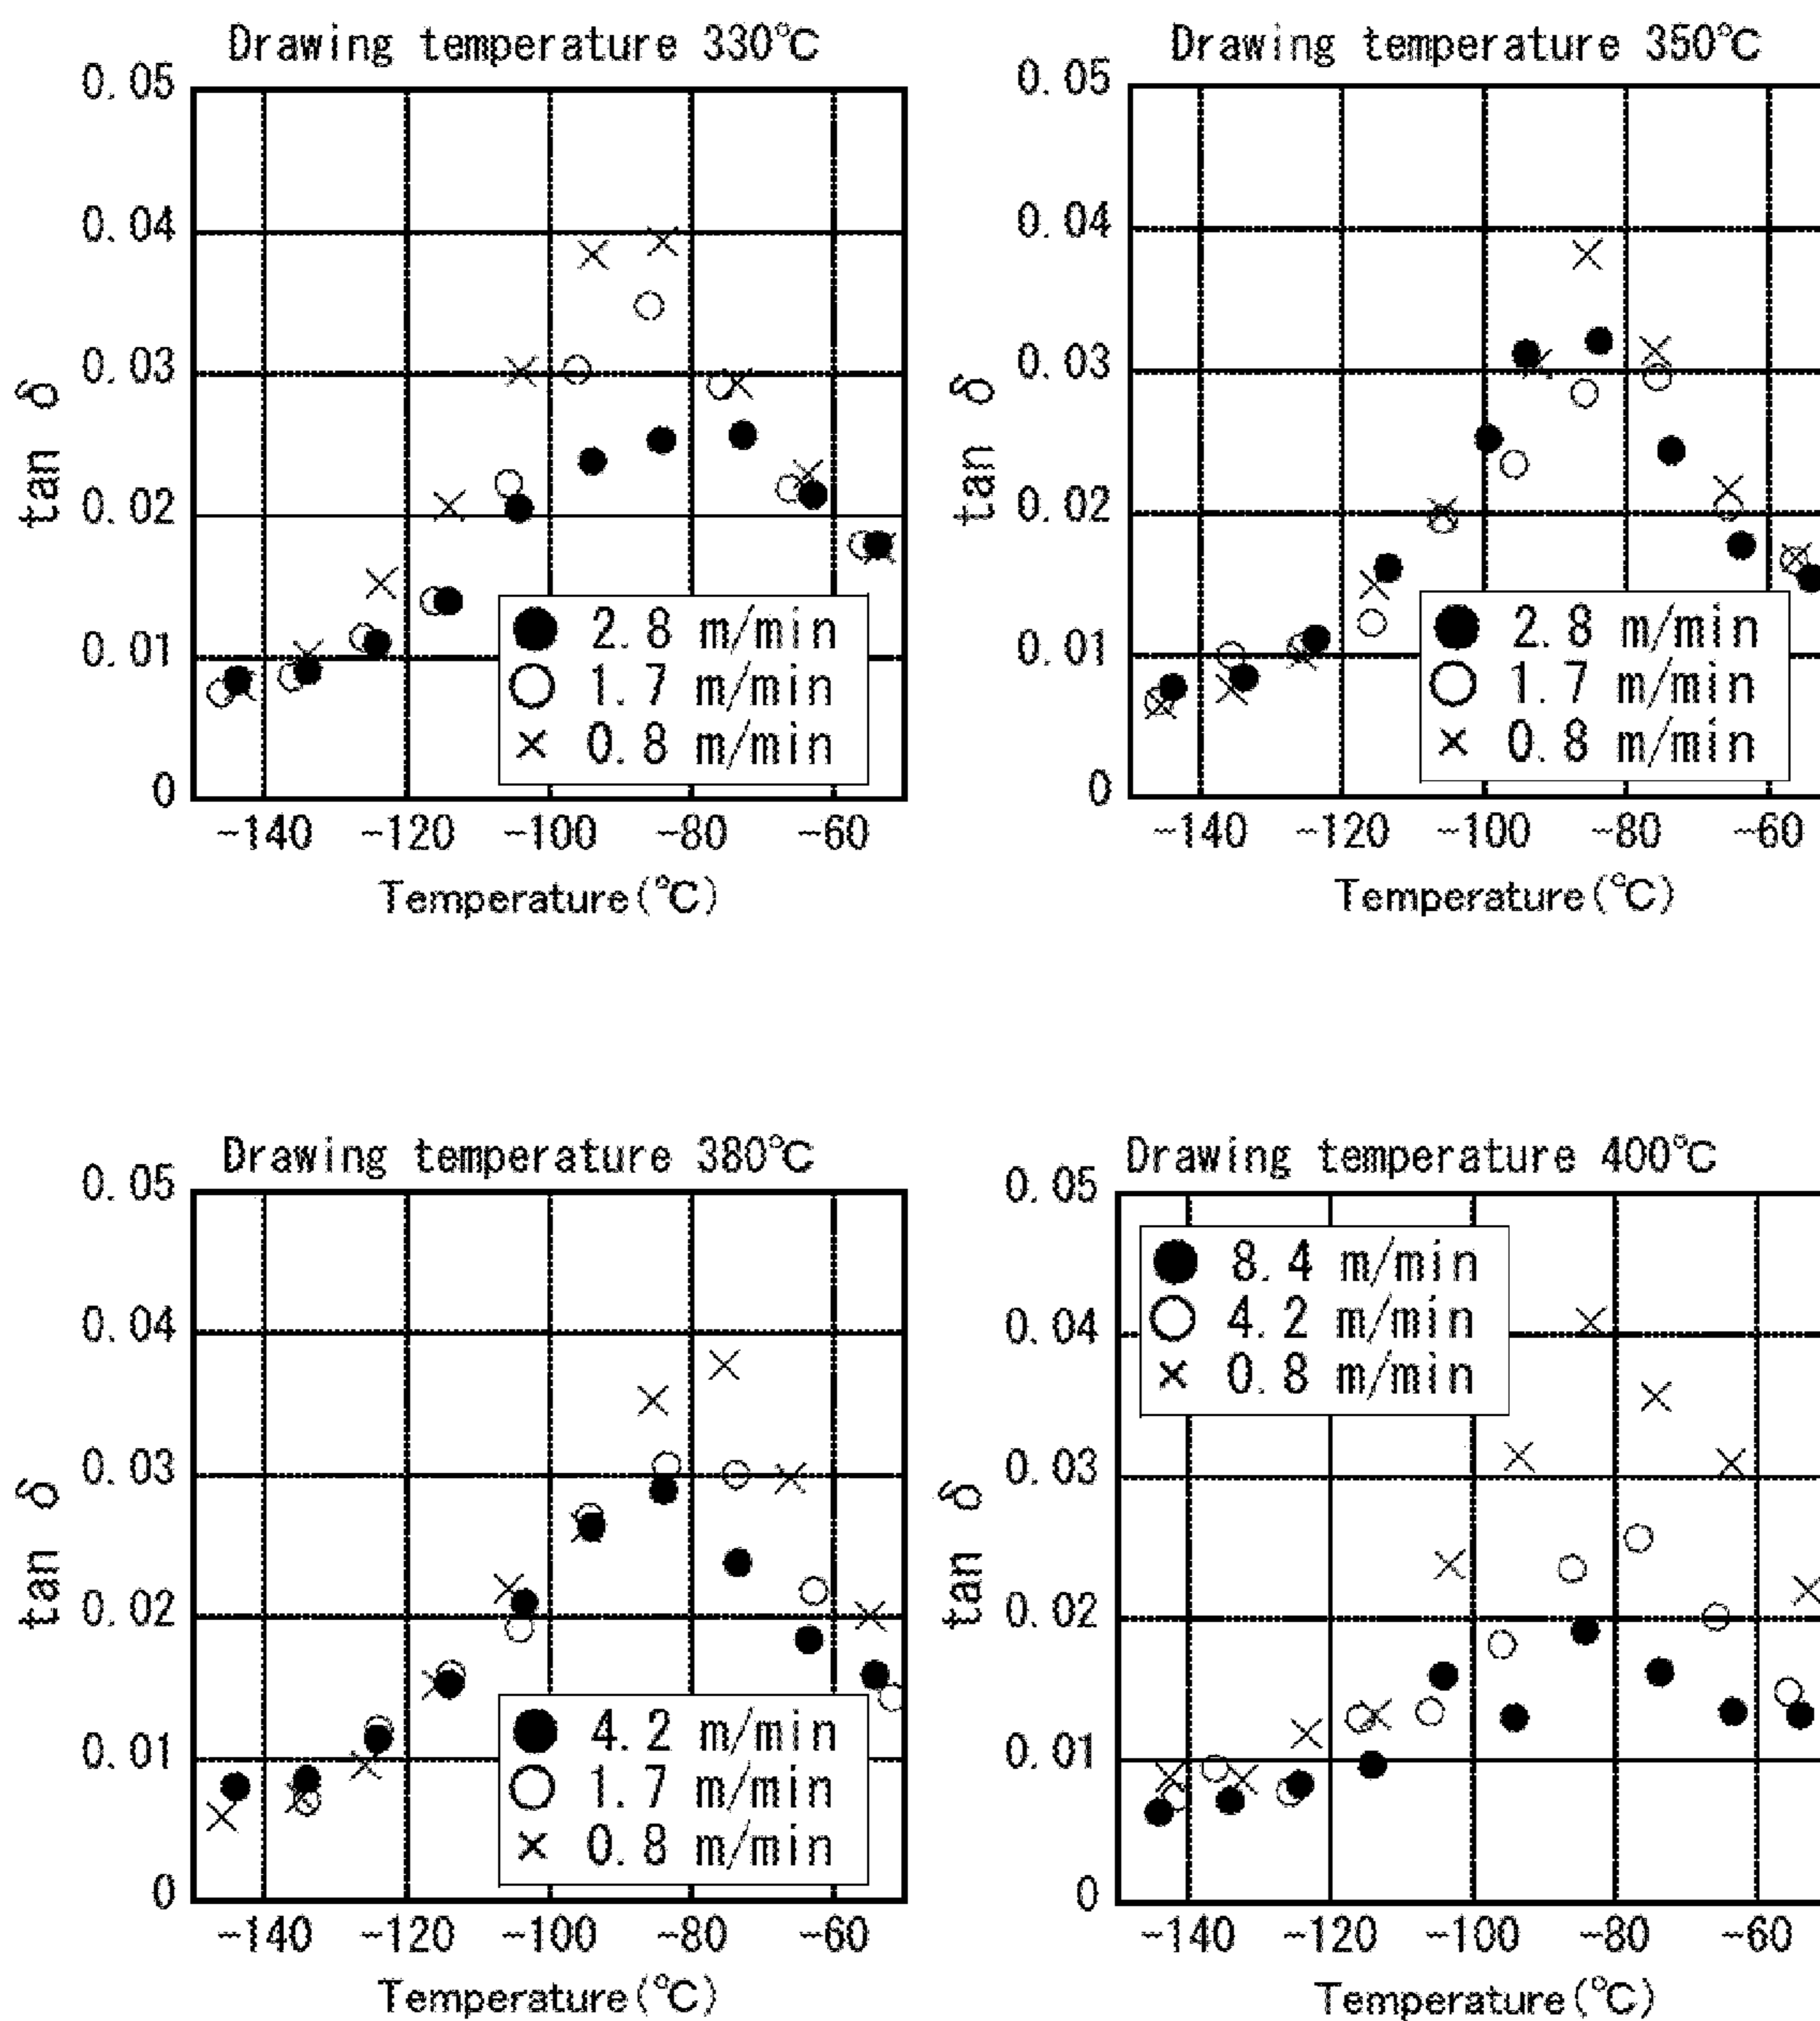 Drawing temperature 330℃
0.05
0.04
0.03
0.02
0.01
0
tan δ
● 2.8 m/min
○ 1.7 m/min
× 0.8 m/min
~140 ~120 ~100 ~80 ~60
Temperature(℃)
Drawing temperature 350℃
0.05
0.04
0.03
0.02
0.01
0
tan δ
● 2.8 m/min
○ 1.7 m/min
× 0.8 m/min
~140 ~120 ~100 ~80 ~60
Temperature(℃)
Drawing temperature 380℃
0.05
0.04
0.03
0.02
0.01
0
tan δ
● 4.2 m/min
○ 1.7 m/min
× 0.8 m/min
~140 ~120 ~100 ~80 ~60
Temperature(℃)
Drawing temperature 400℃
0.05
0.04
0.03
0.02
0.01
0
tan δ
● 8.4 m/min
○ 4.2 m/min
× 0.8 m/min
~140 ~120 ~100 ~80 ~60
Temperature(℃)